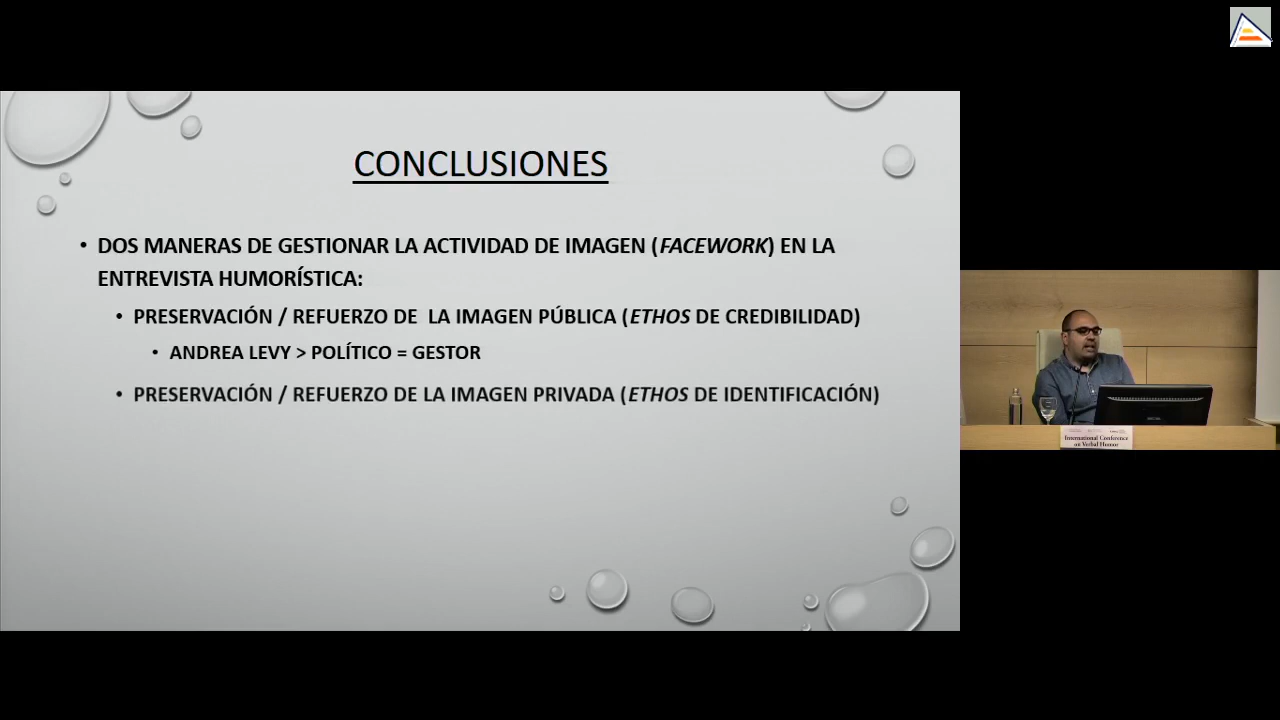 CONCLUSIONES
• DOS MANERAS DE GESTIONAR LA ACTIVIDAD DE IMAGEN (FACEWORK) EN LA
ENTREVISTA HUMORÍSTICA:
• PRESERVACIÓN / REFUERZO DE LA IMAGEN PÚBLICA (ETHOS DE CREDIBILIDAD)
• ANDREA LEVY > POLÍTICO = GESTOR
• PRESERVACIÓN / REFUERZO DE LA IMAGEN PRIVADA (ETHOS DE IDENTIFICACIÓN)
International Conference
on Verbal Humor